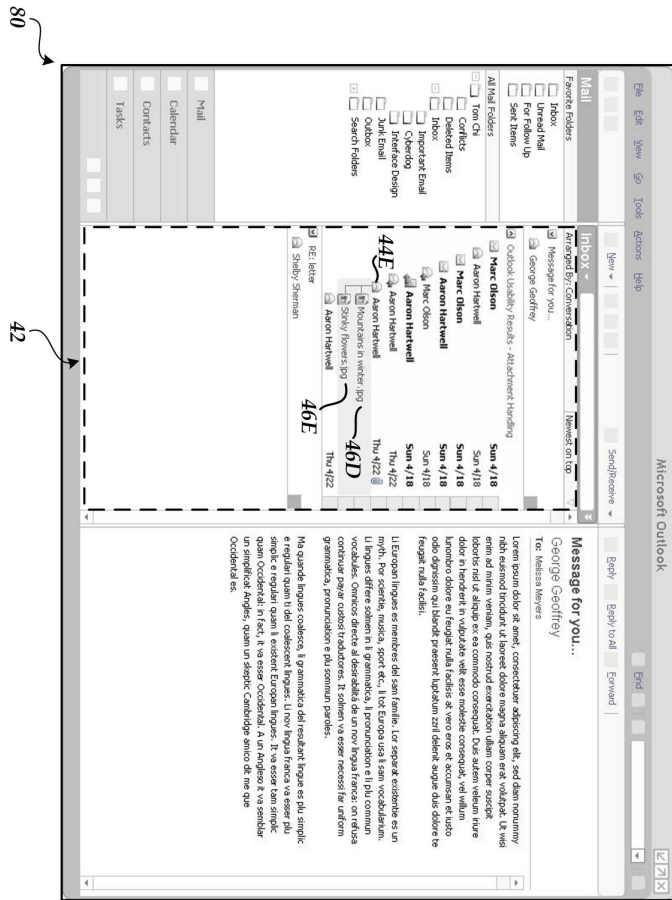 Microsoft Outlook
File Edit View Go Tools Actions Help
Find
New
Send/Receive
Reply
Reply to All
Forward
Mail
Favorite Folders
Inbox
Unread Mail
For Follow Up
Sent Items
All Mail Folders
Tom Chi
Conflicts
Deleted Items
Inbox
Important Email
Cyberdog
Interface Design
Junk Email
Outbox
Search Folders
Mail
Calendar
Contacts
Tasks
Inbox
Arranged By: Conversation Newest on top
Message for you...
George Geoffrey
Outlook Usability Results - Attachment Handling
Marc Olson Sun 4/18
Aaron Hartwell Sun 4/18
Marc Olson Sun 4/18
Aaron Hartwell Sun 4/18
Marc Olson Sun 4/18
Aaron Hartwell Sun 4/18
Aaron Hartwell Thu 4/22
Aaron Hartwell Thu 4/22
Mountains in winter.jpg
Stinky flowers.jpg
Aaron Hartwell Thu 4/22
RE: letter
Shelby Sherman
44E
46D
46E
Message for you...
George Geoffrey
To: Melissa Meyers
Lorem ipsum dolor sit amet, consectetuer adipiscing elit, sed diam nonummy
nibh euismod tincidunt ut laoreet dolore magna aliquam erat volutpat. Ut wisi
enim ad minim veniam, quis nostrud exercitation ulliam corper suscipit
lobortis nisl ut aliquip ex ea commodo consequat. Duis autem veleum iriure
dolor in hendrerit in vulputate velit esse molestie consequat, vel willum
lunombro dolore eu feugiat nulla facilisis at vero eros et accumsan et iusto
odio dignissim qui blandit praesent luptatum zzril delenit augue duis dolore te
feugait nulla facilisi.
Li Europan lingues es membres del sam familie. Lor separat existentie es un
myth. Por scientie, musica, sport etc., li tot Europa usa li sam vocabularium.
Li lingues differe solmen in li grammatica, li pronunciation e li plu commun
vocabules. Omnicos directe al desirabilitá de un nov lingua franca: on refusa
continuar payar custosi traductores. It solmen va esser necessi far uniform
grammatica, pronunciation e plu sommun paroles.
Ma quande lingues coalesce, li grammatica del resultant lingue es plu simplic
e regulari quam ti del coalescent lingues. Li nov lingua franca va esser plu
simplic e regulari quam li existent Europan lingues. It va esser tam simplic
quam Occidental: in fact, it va esser Occidental. A un Angleso it va semblar
un simplificat Angles, quam un skeptic Cambridge amico dit me que
Occidental es.
80
42